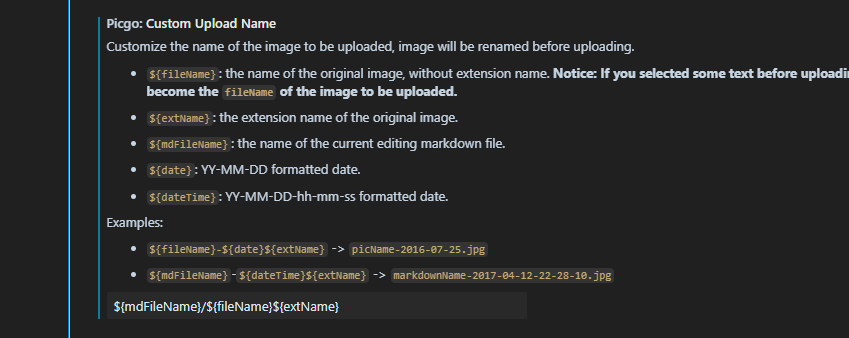 Picgo: Custom Upload Name
Customize the name of the image to be uploaded, image will be renamed before uploading.
${fileName}: the name of the original image, without extension name. Notice: If you selected some text before uploadin
become the fileName of the image to be uploaded.
${extName}: the extension name of the original image.
${mdFileName}: the name of the current editing markdown file.
${date}: YY-MM-DD formatted date.
${dateTime}: YY-MM-DD-hh-mm-ss formatted date.
Examples:
${fileName}-${date}${extName} -> picName-2016-07-25.jpg
${mdFileName}-${dateTime}${extName} -> markdownName-2017-04-12-22-28-10.jpg
${mdFileName}/${fileName}${extName}